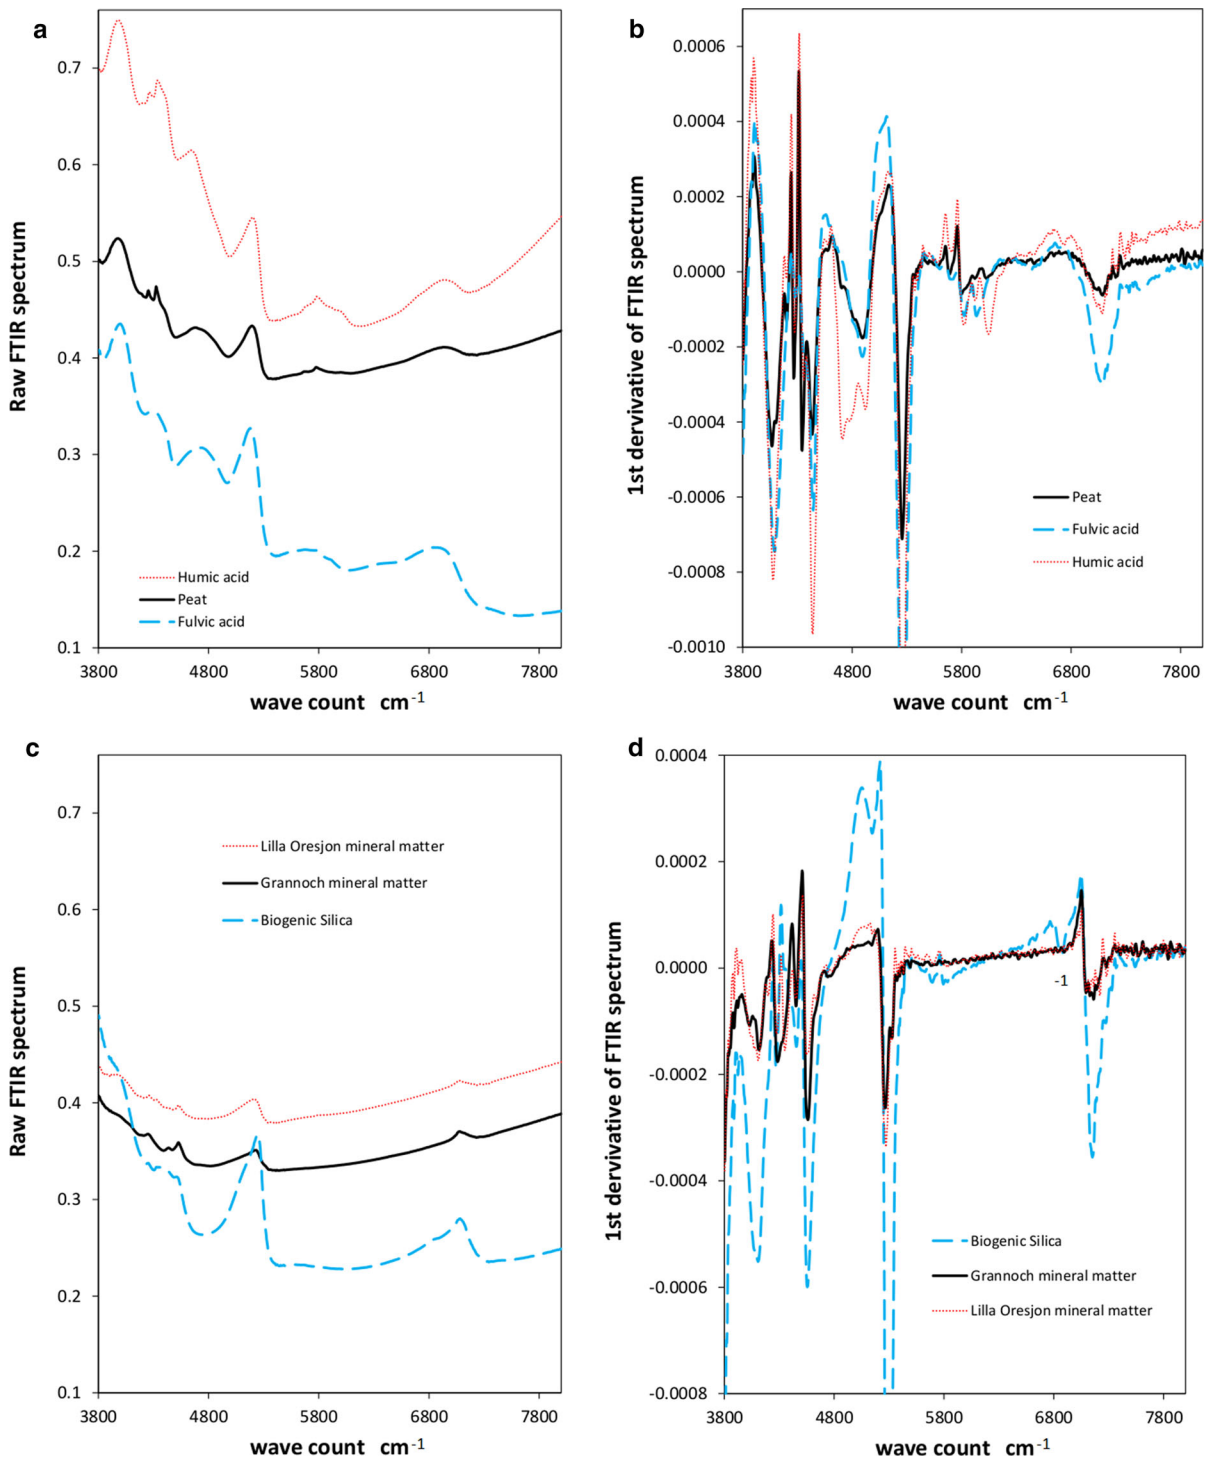 a
0.7
0.6
0.5
0.4
0.3
0.2
0.1
Raw FTIR spectrum
Humic acid
Peat
Fulvic acid
3800 4800 5800 6800 7800
wave count cm-1
b
0.0006
0.0004
0.0002
0.0000
-0.0002
-0.0004
-0.0006
-0.0008
-0.0010
1st dervivative of FTIR spectrum
Peat
Fulvic acid
Humic acid
3800 4800 5800 6800 7800
wave count cm-1
c
0.7
0.6
0.5
0.4
0.3
0.2
0.1
Raw FTIR spectrum
Lilla Oresjon mineral matter
Grannoch mineral matter
Biogenic Silica
3800 4800 5800 6800 7800
wave count cm-1
d
0.0004
0.0002
0.0000
-0.0002
-0.0004
-0.0006
-0.0008
1st dervivative of FTIR spectrum
-1
Biogenic Silica
Grannoch mineral matter
Lilla Oresjon mineral matter
3800 4800 5800 6800 7800
wave count cm-1